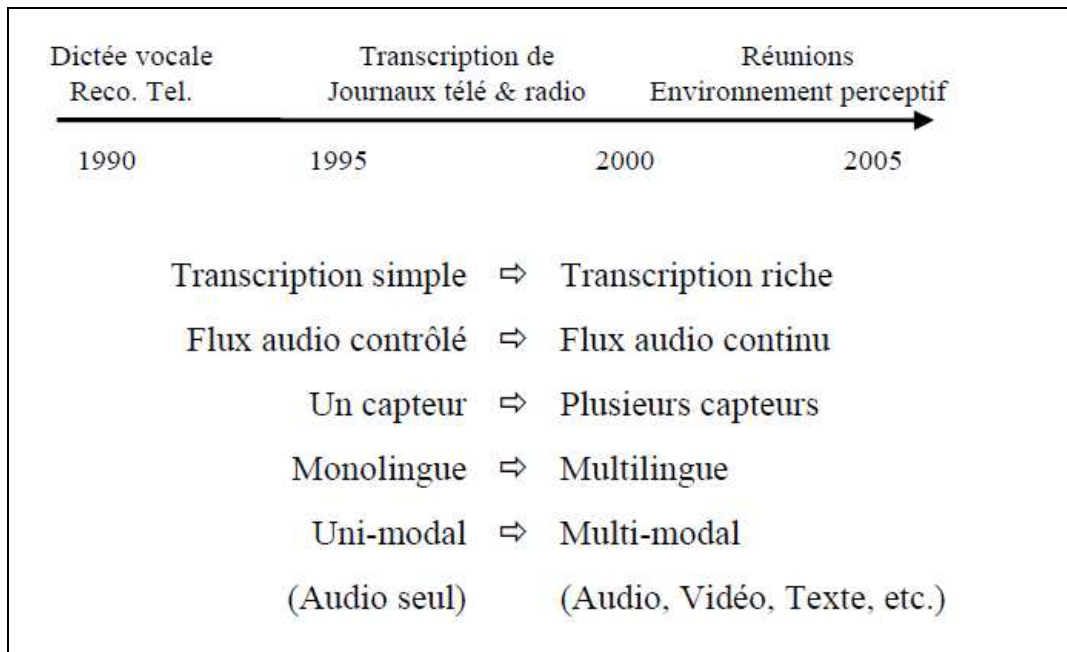 Dictée vocale Transcription de Réunions
Reco. Tel. Journaux télé & radio Environnement perceptif
1990 1995 2000 2005
Transcription simple ⇨ Transcription riche
Flux audio contrôlé ⇨ Flux audio continu
Un capteur ⇨ Plusieurs capteurs
Monolingue ⇨ Multilingue
Uni-modal ⇨ Multi-modal
(Audio seul) (Audio, Vidéo, Texte, etc.)